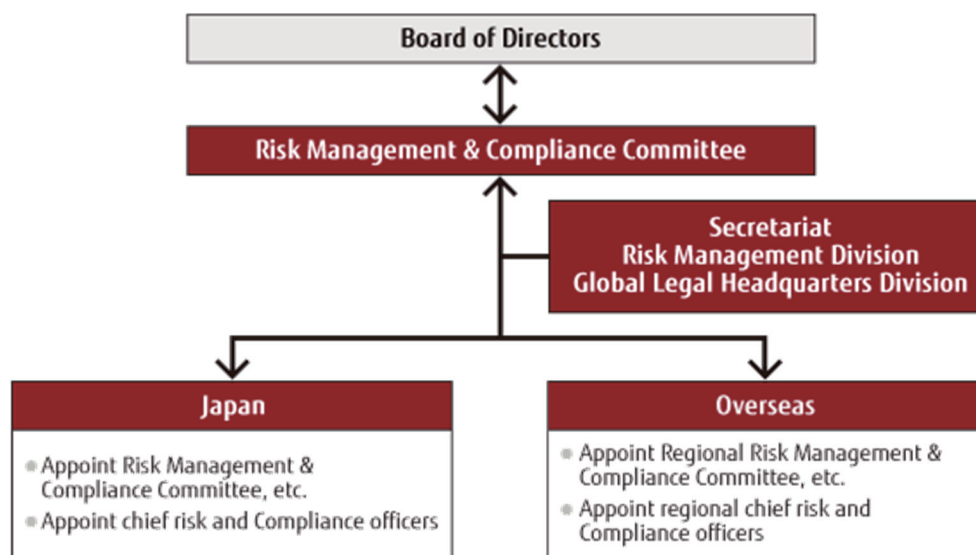 Board of Directors
Risk Management & Compliance Committee
Secretariat
Risk Management Division
Global Legal Headquarters Division
Japan
Appoint Risk Management &
Compliance Committee, etc.
Appoint chief risk and Compliance officers
Overseas
Appoint Regional Risk Management &
Compliance Committee, etc.
Appoint regional chief risk and
Compliance officers